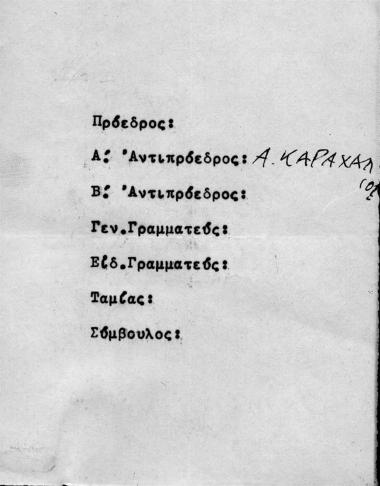 Πρόεδρος:
Α΄. Ἀντιπρόεδρος: Α. ΚΑΡΑΧΑΛ
Β΄. Ἀντιπρόεδρος:
Γεν.Γραμματεύς:
Εἰδ.Γραμματεύς:
Ταμίας:
Σύμβουλος: